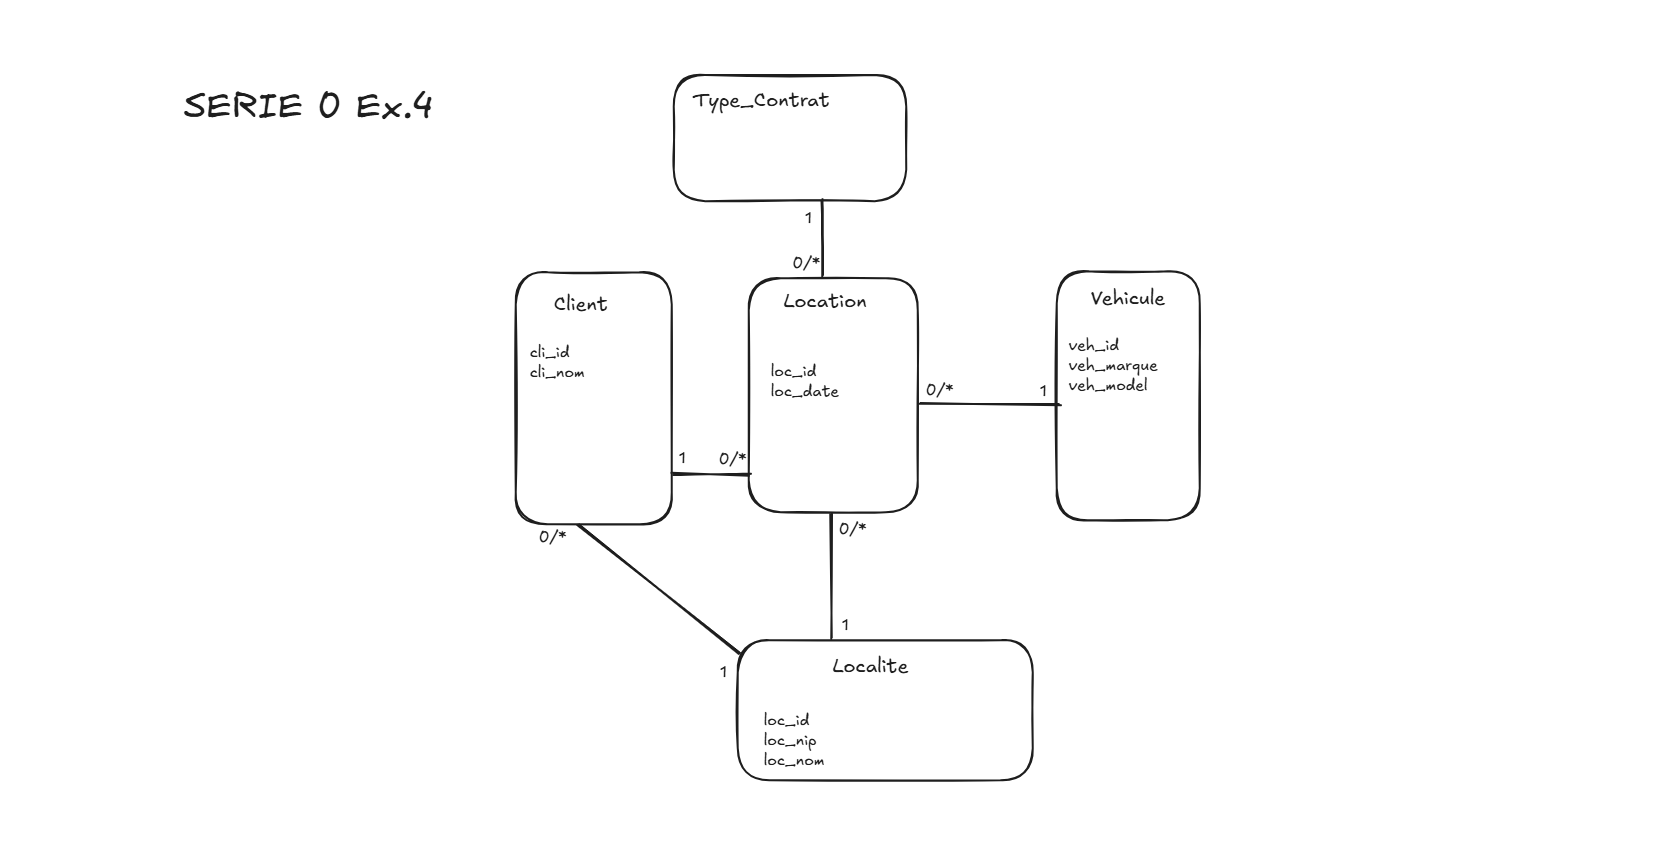 SERIE 0 Ex.4
Type_Contrat
1
0/*
Client
cli_id
cli_nom
Location
loc_id
loc_date
Vehicule
veh_id
veh_marque
veh_model
0/*
1
1
0/*
0/*
0/*
1
1
Localite
loc_id
loc_nip
loc_nom